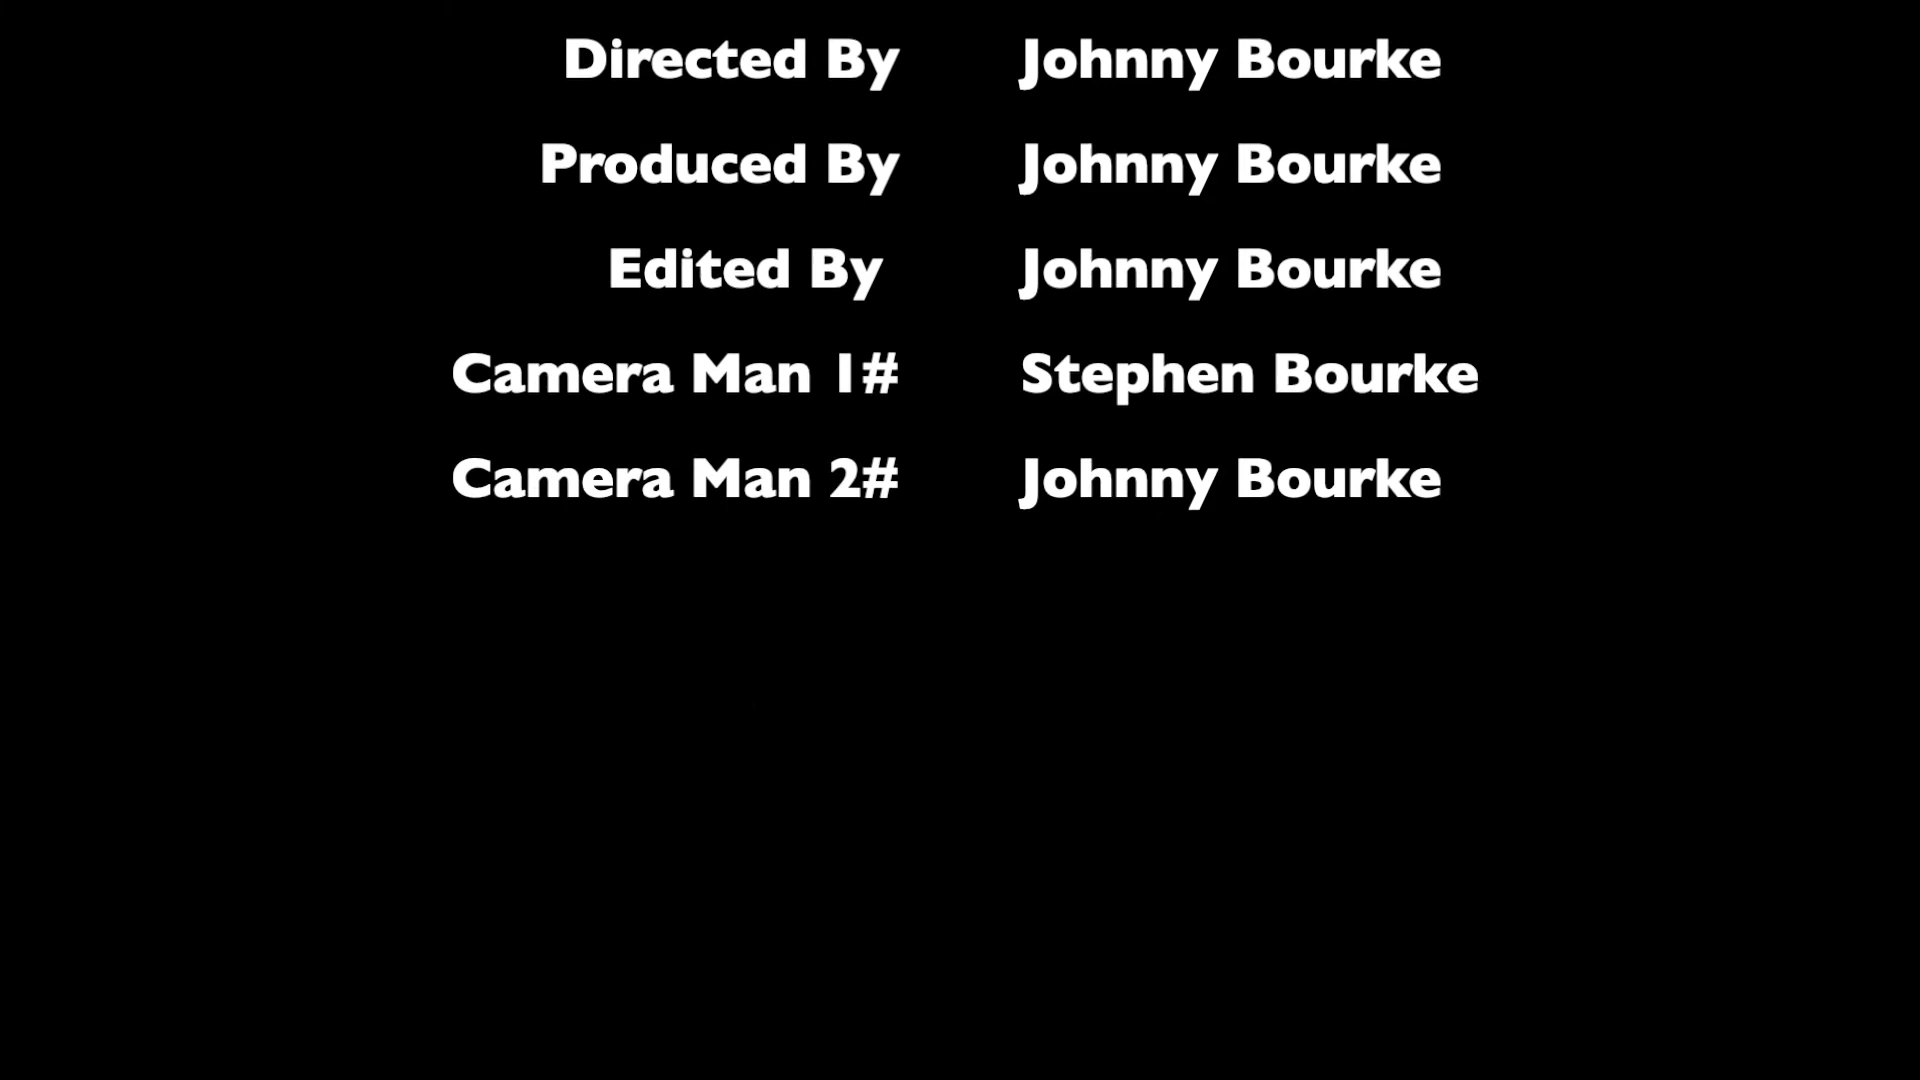 Directed By Johnny Bourke
Produced By Johnny Bourke
Edited By Johnny Bourke
Camera Man 1# Stephen Bourke
Camera Man 2# Johnny Bourke